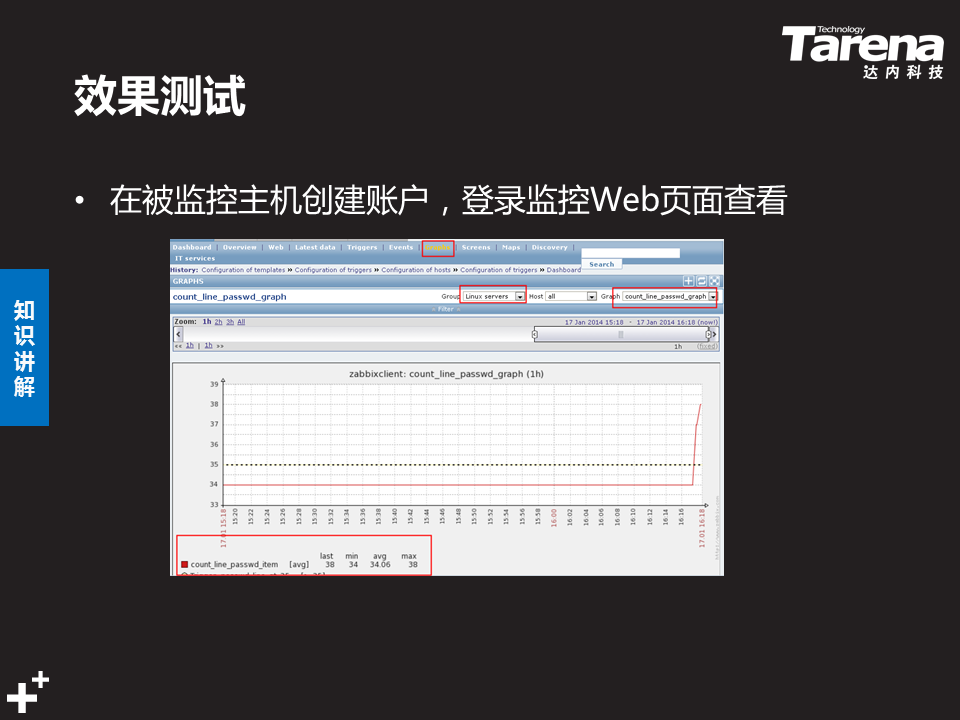 Technology
Tarena
达内科技
效果测试
• 在被监控主机创建账户，登录监控Web页面查看
知识讲解
Dashboard | Overview | Web | Latest data | Triggers | Events | Graphs | Screens | Maps | Discovery |
IT services
Search
History: Configuration of templates » Configuration of triggers » Configuration of hosts » Configuration of triggers » Dashboard
GRAPHS
count_line_passwd_graph Group Linux servers Host all Graph count_line_passwd_graph
Filter
Zoom: 1h 2h 3h All 17 Jan 2014 15:18 - 17 Jan 2014 16:18 (now!)
«« 1h | 1h »» 1h (fixed)
zabbixclient: count_line_passwd_graph (1h)
39
38
37
36
35
34
33
17.01 15:18 15:20 15:22 15:24 15:26 15:28 15:30 15:32 15:34 15:36 15:38 15:40 15:42 15:44 15:46 15:48 15:50 15:52 15:54 15:56 15:58 16:00 16:02 16:04 16:06 16:08 16:10 16:12 16:14 16:16 17.01 16:18
last min avg max
count_line_passwd_item [avg] 38 34 34.06 38